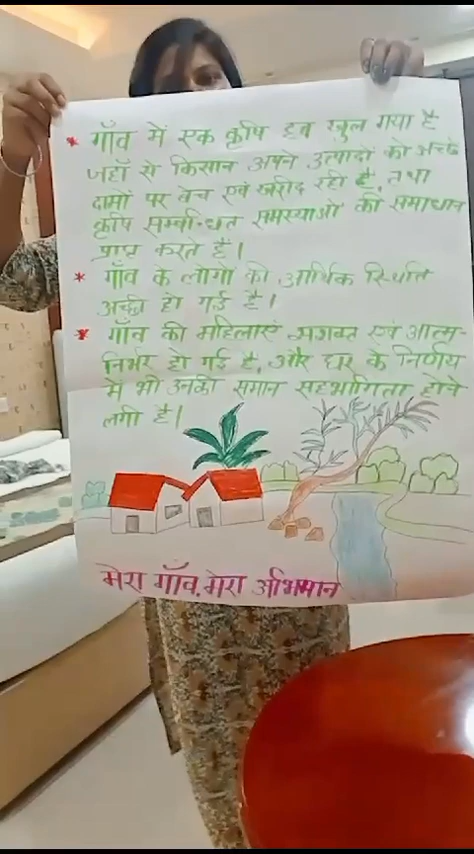 * गाँव में एक कृषि हब खुल गया है
जहाँ से किसान अपने उत्पादों को अच्छे
दामों पर बेच एवं खरीद रहे है, तथा
कृषि सम्बन्धित समस्याओं का समाधान
प्राप्त करते है।
* गाँव के लोगो की आर्थिक स्थिति
अच्छी हो गई है।
* गाँव की महिलाएं सशक्त एवं आत्म-
निर्भर हो गई है, और घर के निर्णय
में भी उनकी समान सहभागिता होने
लगी है।
मेरा गाँव, मेरा अभिमान